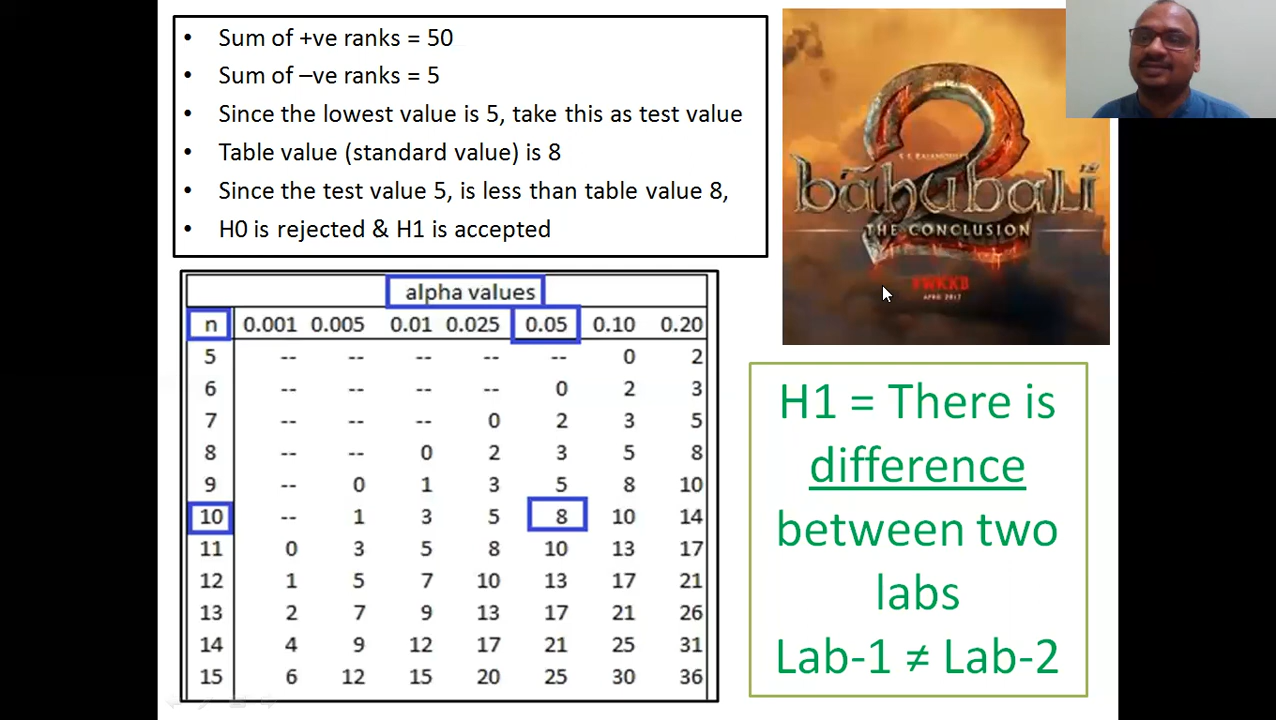 • Sum of +ve ranks = 50
• Sum of –ve ranks = 5
• Since the lowest value is 5, take this as test value
• Table value (standard value) is 8
• Since the test value 5, is less than table value 8,
• H0 is rejected & H1 is accepted
S S RAJAMOULI'S
2
bāhubali
THE CONCLUSION
#WKKB
APRIL 2017
alpha values
n 0.001 0.005 0.01 0.025 0.05 0.10 0.20
5 -- -- -- -- -- 0 2
6 -- -- -- -- 0 2 3
7 -- -- -- 0 2 3 5
8 -- -- 0 2 3 5 8
9 -- 0 1 3 5 8 10
10 -- 1 3 5 8 10 14
11 0 3 5 8 10 13 17
12 1 5 7 10 13 17 21
13 2 7 9 13 17 21 26
14 4 9 12 17 21 25 31
15 6 12 15 20 25 30 36
H1 = There is
difference
between two
labs
Lab-1 ≠ Lab-2